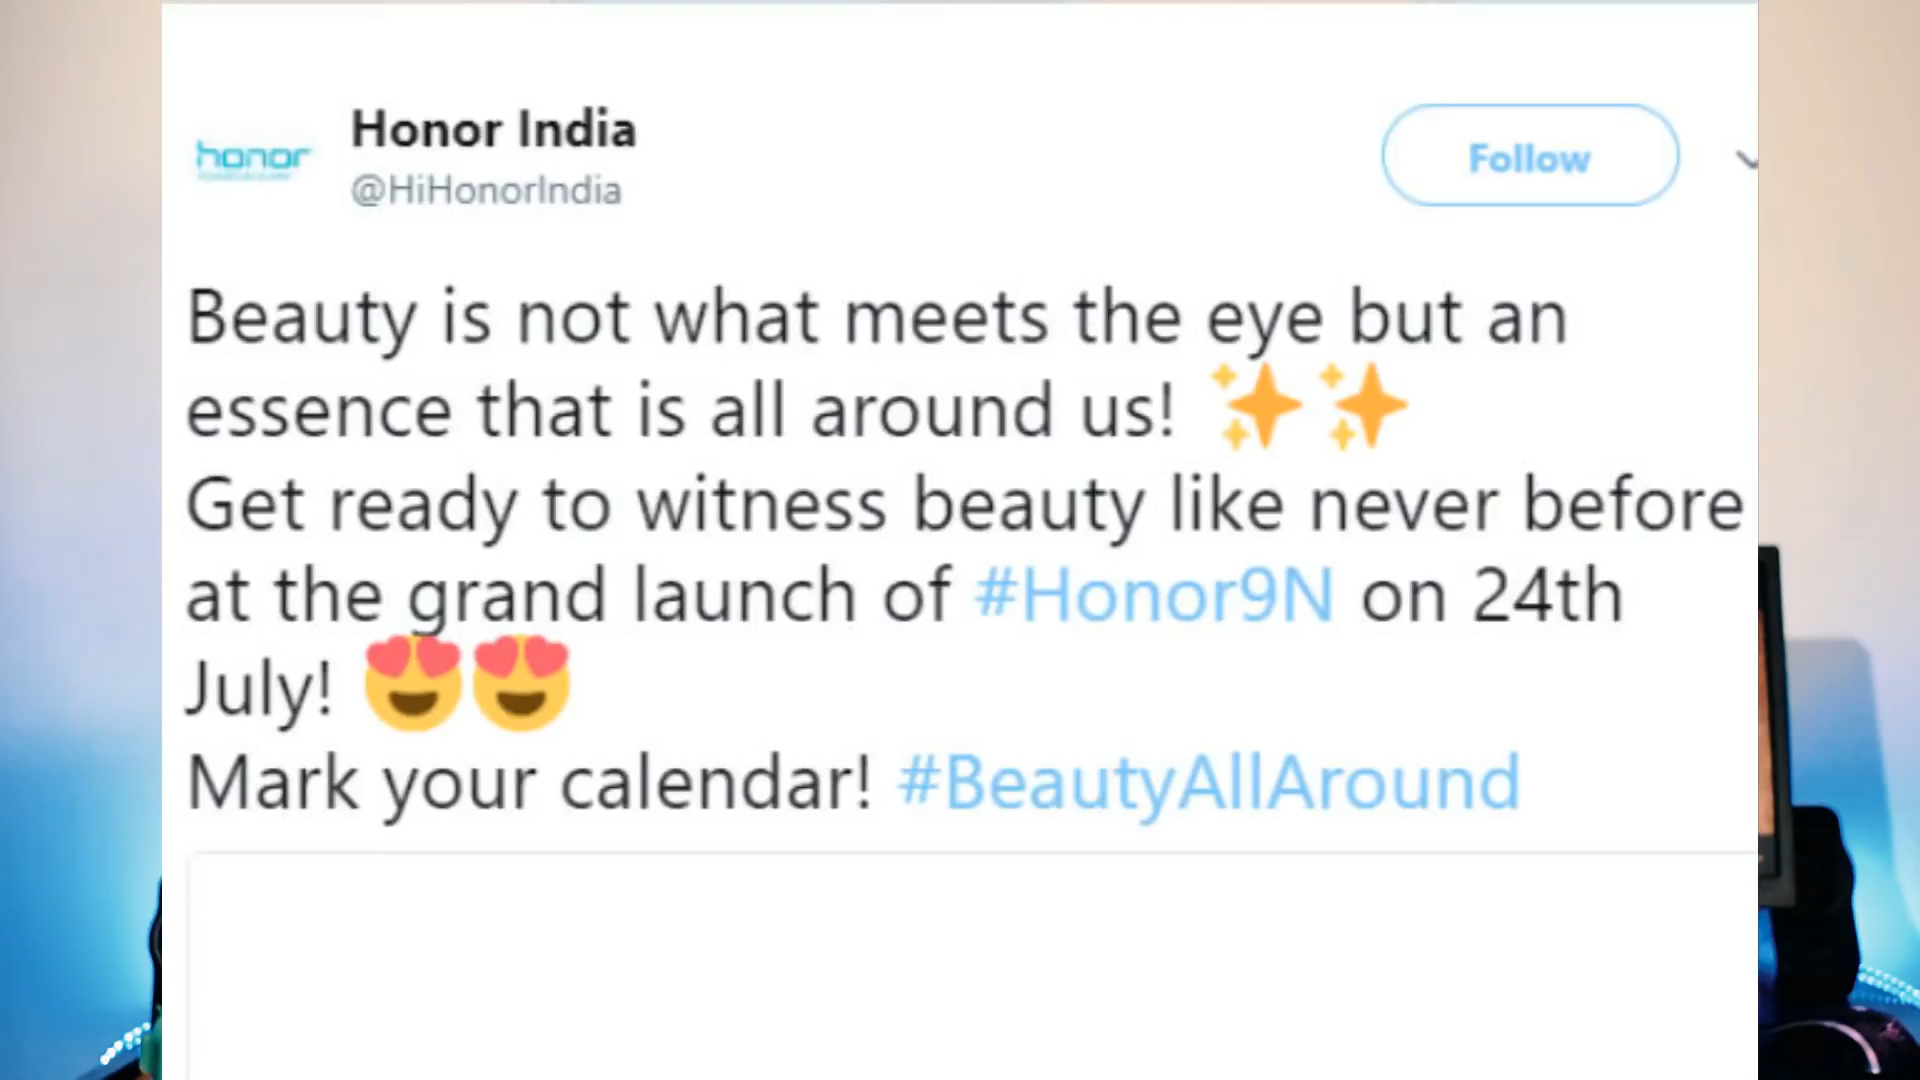 honor
Honor India
@HiHonorIndia
Follow
Beauty is not what meets the eye but an
essence that is all around us! ✨✨
Get ready to witness beauty like never before
at the grand launch of #Honor9N on 24th
July! 😍😍
Mark your calendar! #BeautyAllAround